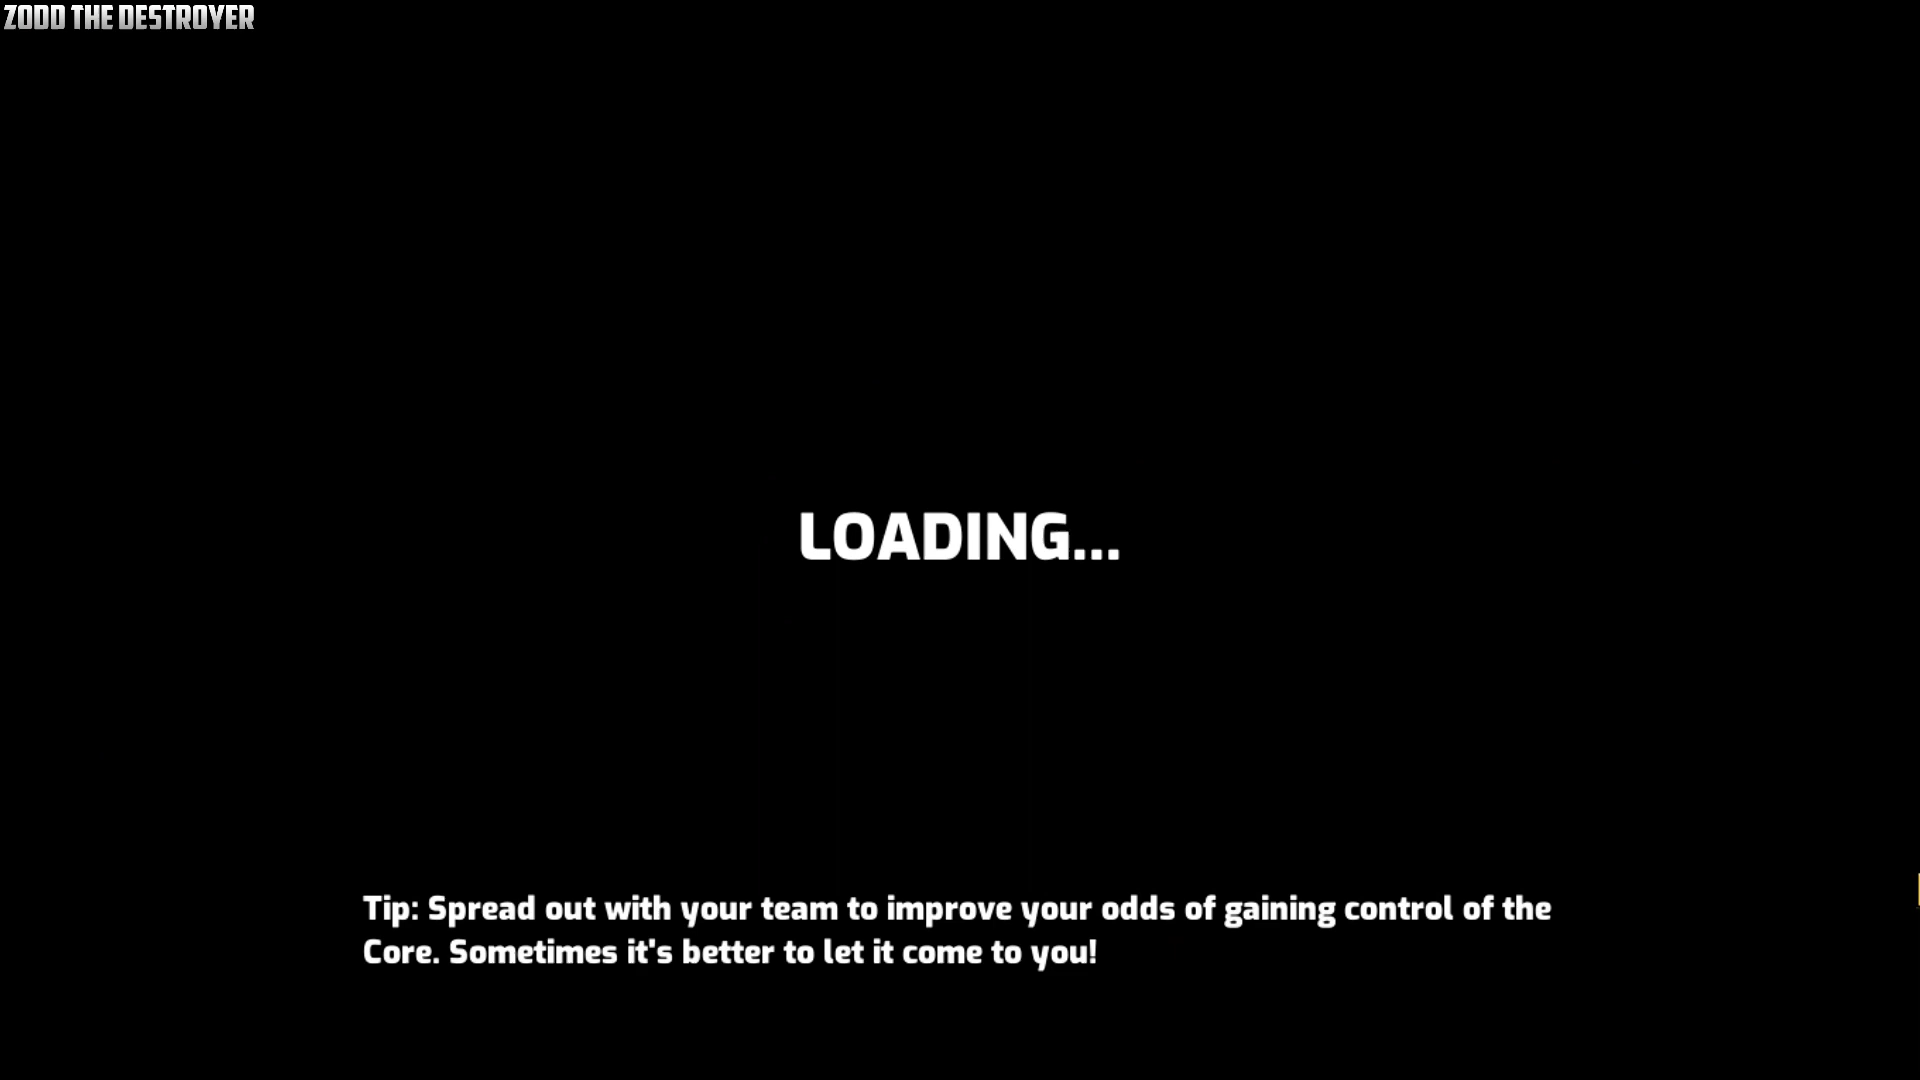 ZODD THE DESTROYER
LOADING...
Tip: Spread out with your team to improve your odds of gaining control of the
Core. Sometimes it's better to let it come to you!